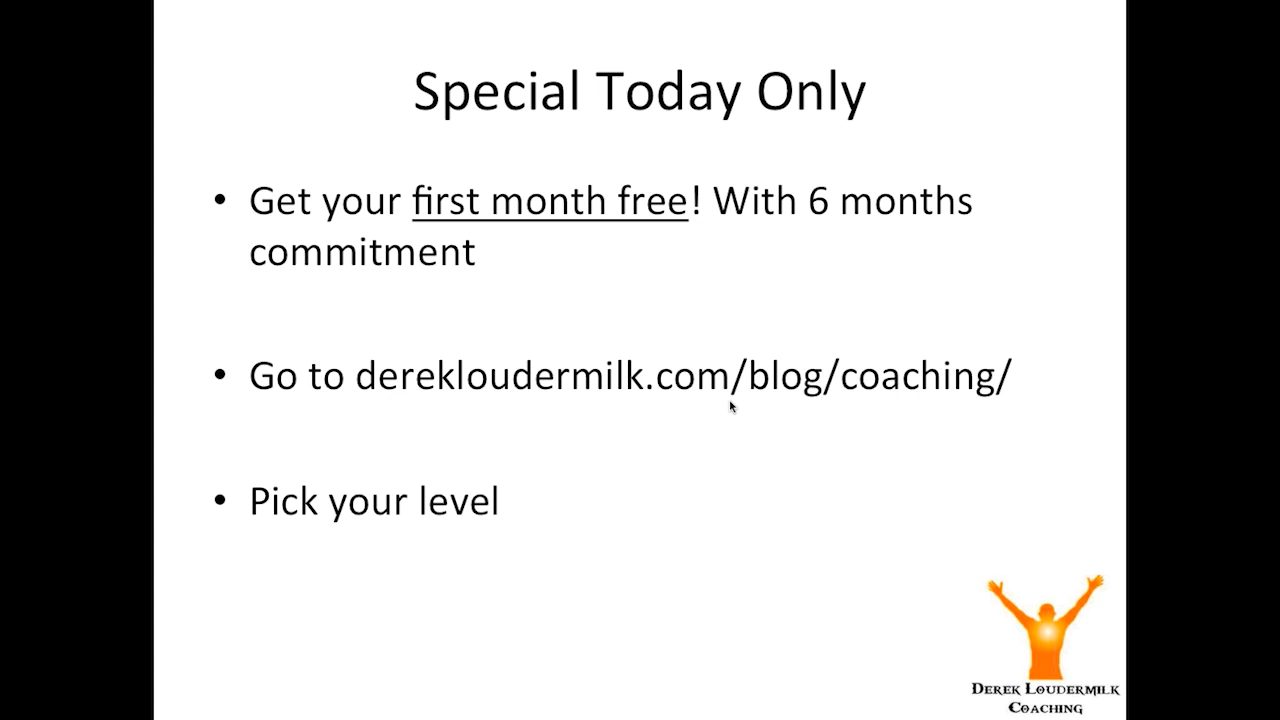 Special Today Only
• Get your first month free! With 6 months
commitment
• Go to derekloudermilk.com/blog/coaching/
• Pick your level
Derek Loudermilk
Coaching